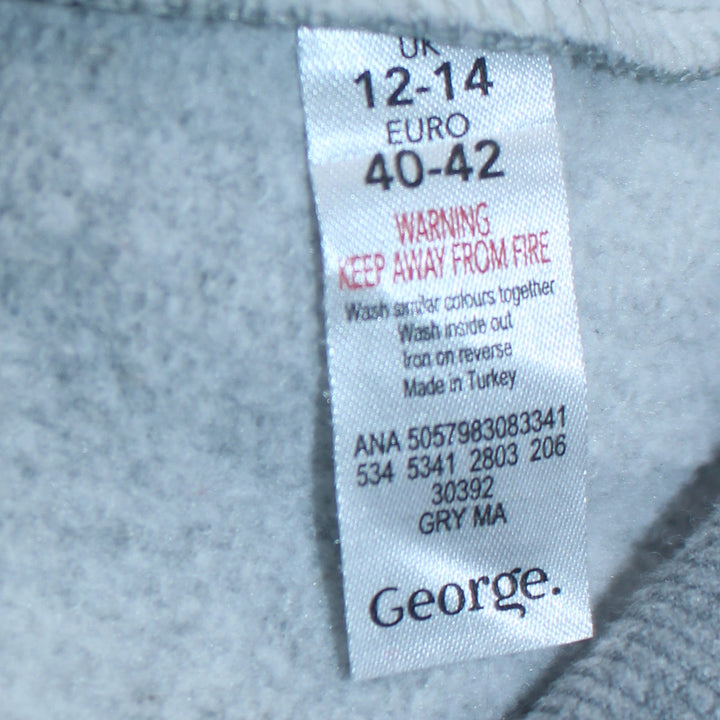 UK
12-14
EURO
40-42
WARNING
KEEP AWAY FROM FIRE
Wash similar colours together
Wash inside out
Iron on reverse
Made in Turkey
ANA 5057983083341
534 5341 2803 206
30392
GRY MA
George.